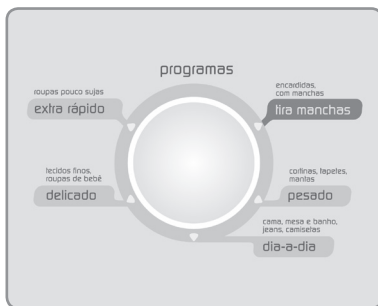 programas
roupas pouco sujas
extra rápido
encardidas,
com manchas
tira manchas
tecidos finos,
roupas de bebê
delicado
cortinas, tapetes,
mantas
pesado
cama, mesa e banho,
jeans, camisetas
dia-a-dia